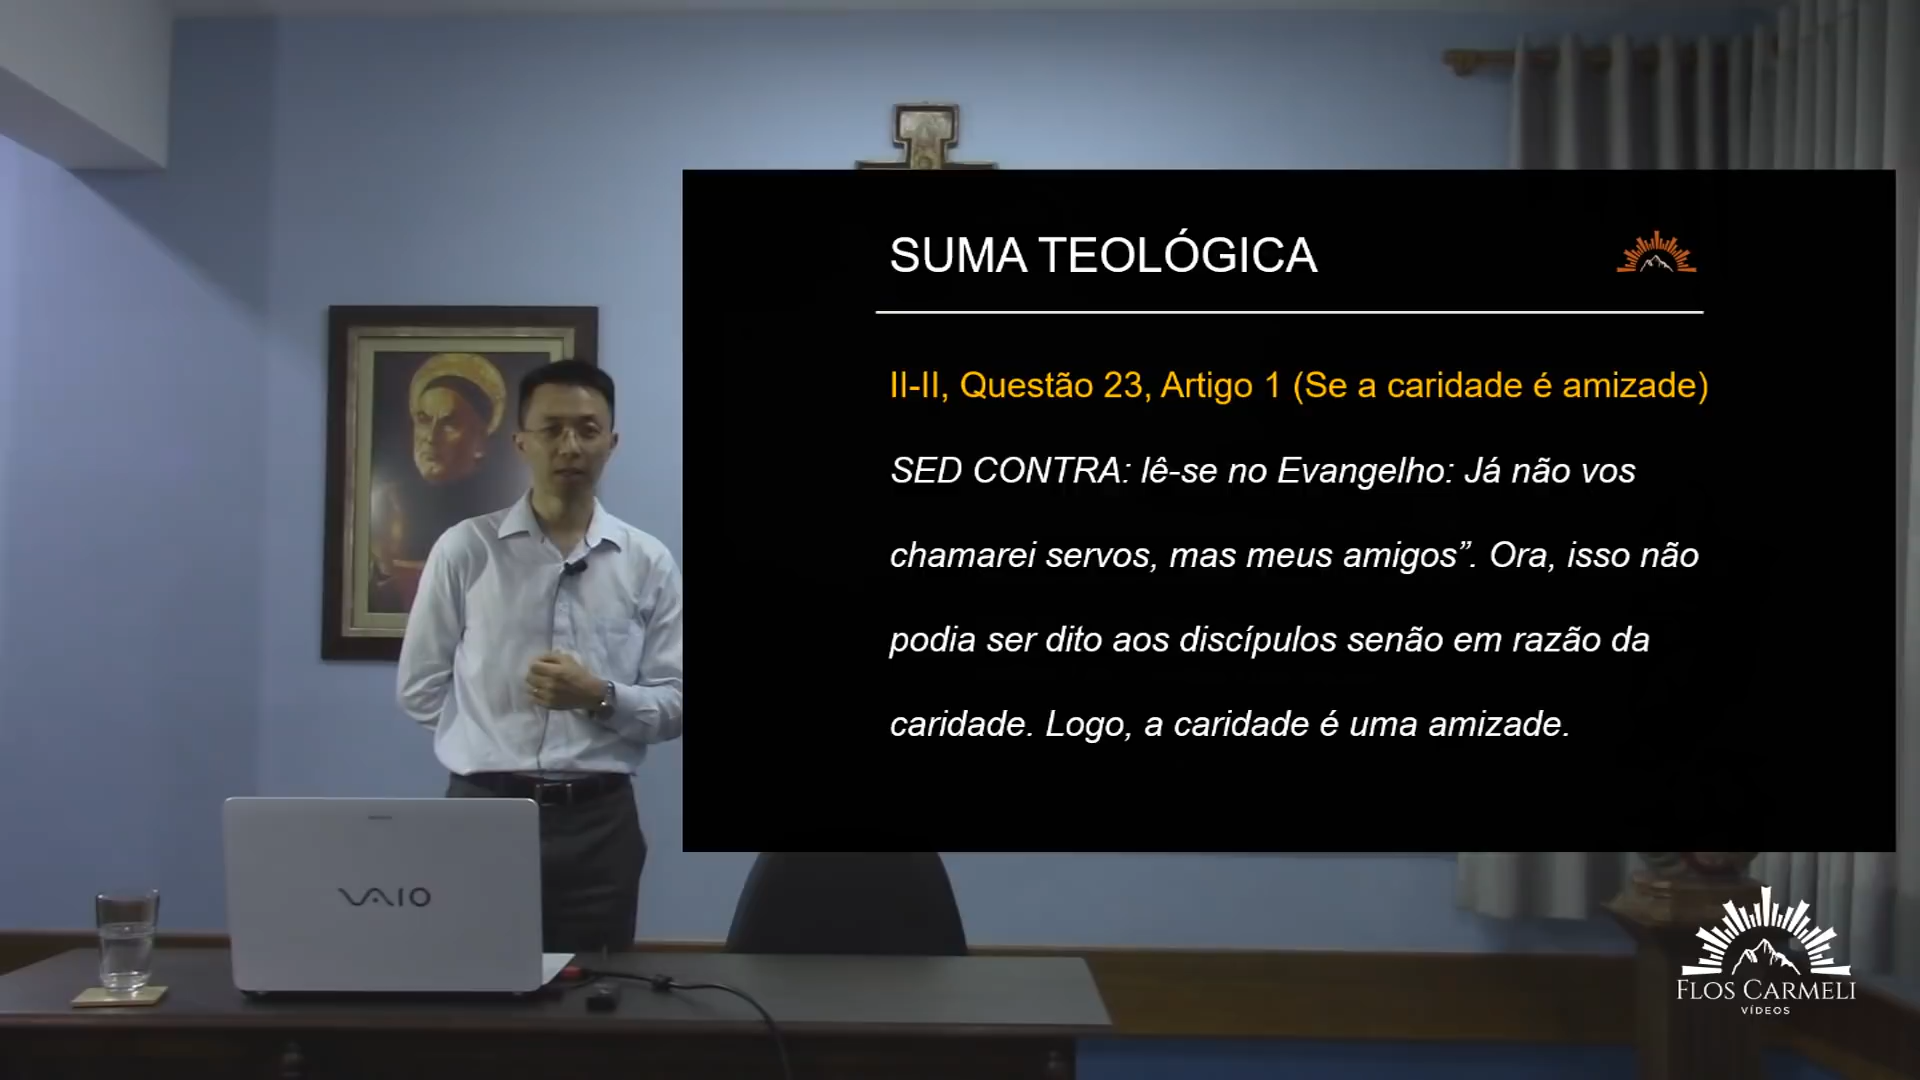 SUMA TEOLÓGICA
II-II, Questão 23, Artigo 1 (Se a caridade é amizade)
SED CONTRA: lê-se no Evangelho: Já não vos
chamarei servos, mas meus amigos”. Ora, isso não
podia ser dito aos discípulos senão em razão da
caridade. Logo, a caridade é uma amizade.
VAIO
FLOS CARMELI
VÍDEOS